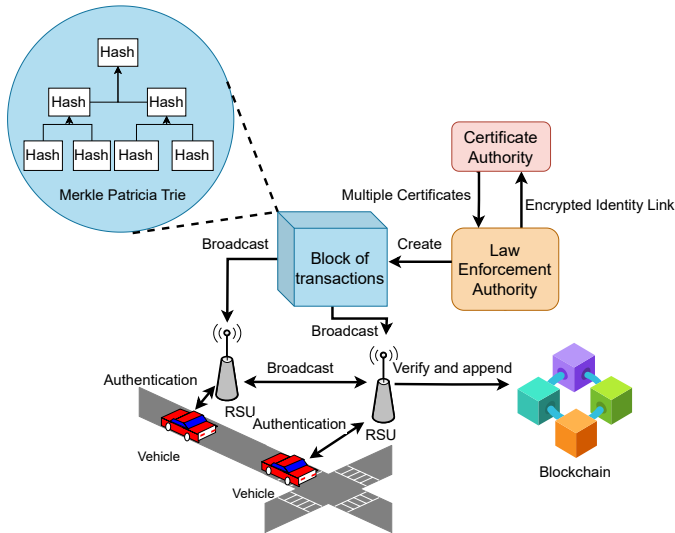 Hash
Hash
Hash
Hash
Hash
Hash
Hash
Merkle Patricia Trie
Certificate
Authority
Multiple Certificates
Encrypted Identity Link
Broadcast
Block of
transactions
Create
Law
Enforcement
Authority
Broadcast
Broadcast
Verify and append
Authentication
RSU
Authentication
RSU
Vehicle
Vehicle
Blockchain